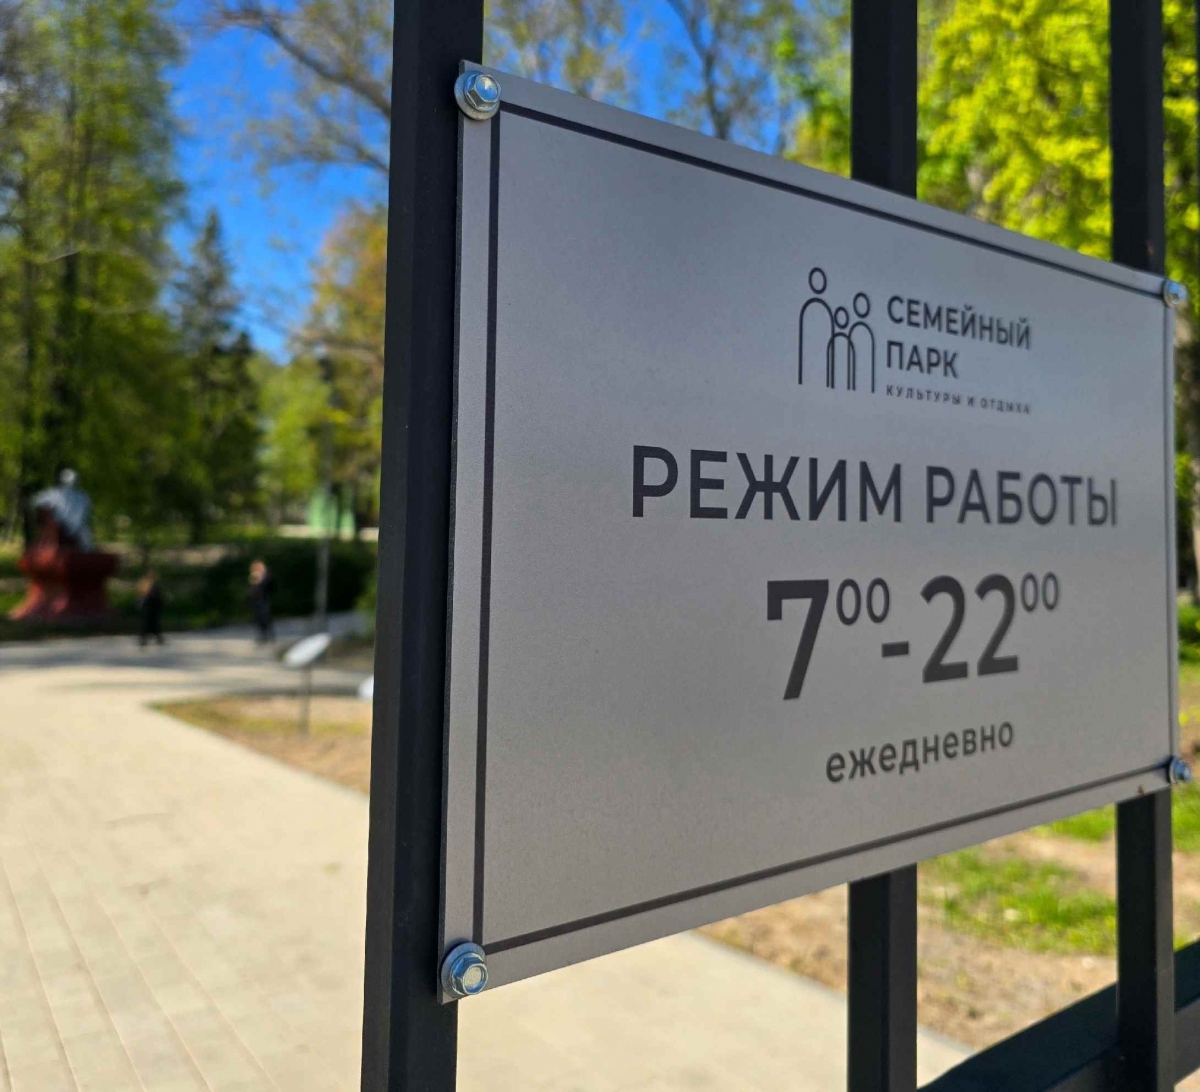 СЕМЕЙНЫЙ
ПАРК
КУЛЬТУРЫ И ОТДЫХА
РЕЖИМ РАБОТЫ
7⁰⁰-22⁰⁰
ежедневно